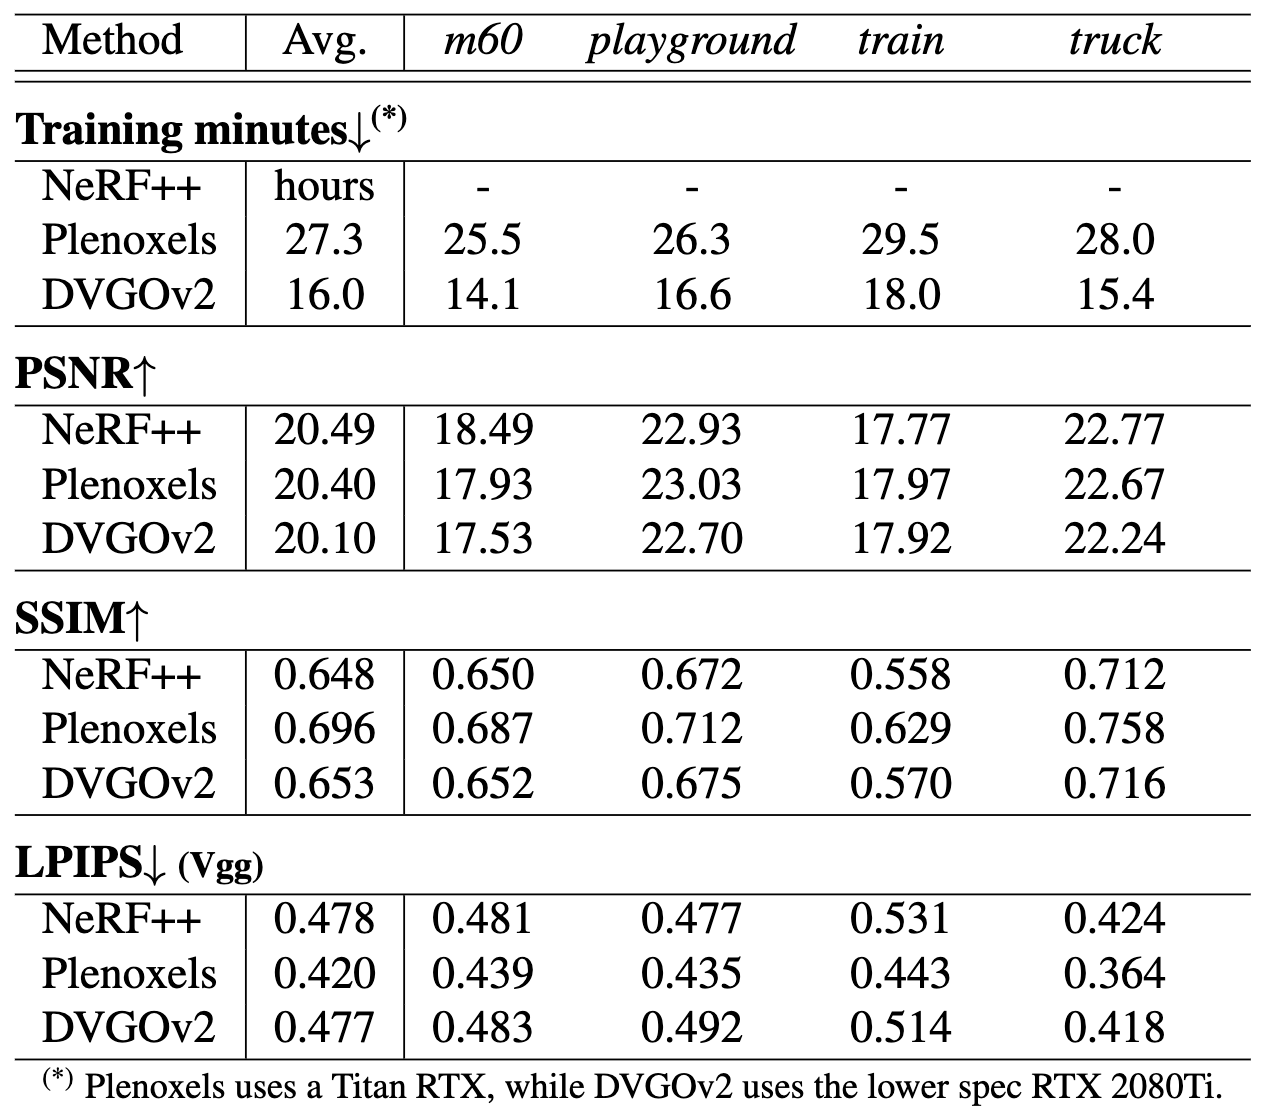 Method Avg. m60 playground train truck
Training minutes↓(*)
NeRF++ hours - - - -
Plenoxels 27.3 25.5 26.3 29.5 28.0
DVGOv2 16.0 14.1 16.6 18.0 15.4
PSNR↑
NeRF++ 20.49 18.49 22.93 17.77 22.77
Plenoxels 20.40 17.93 23.03 17.97 22.67
DVGOv2 20.10 17.53 22.70 17.92 22.24
SSIM↑
NeRF++ 0.648 0.650 0.672 0.558 0.712
Plenoxels 0.696 0.687 0.712 0.629 0.758
DVGOv2 0.653 0.652 0.675 0.570 0.716
LPIPS↓ (Vgg)
NeRF++ 0.478 0.481 0.477 0.531 0.424
Plenoxels 0.420 0.439 0.435 0.443 0.364
DVGOv2 0.477 0.483 0.492 0.514 0.418
(*) Plenoxels uses a Titan RTX, while DVGOv2 uses the lower spec RTX 2080Ti.